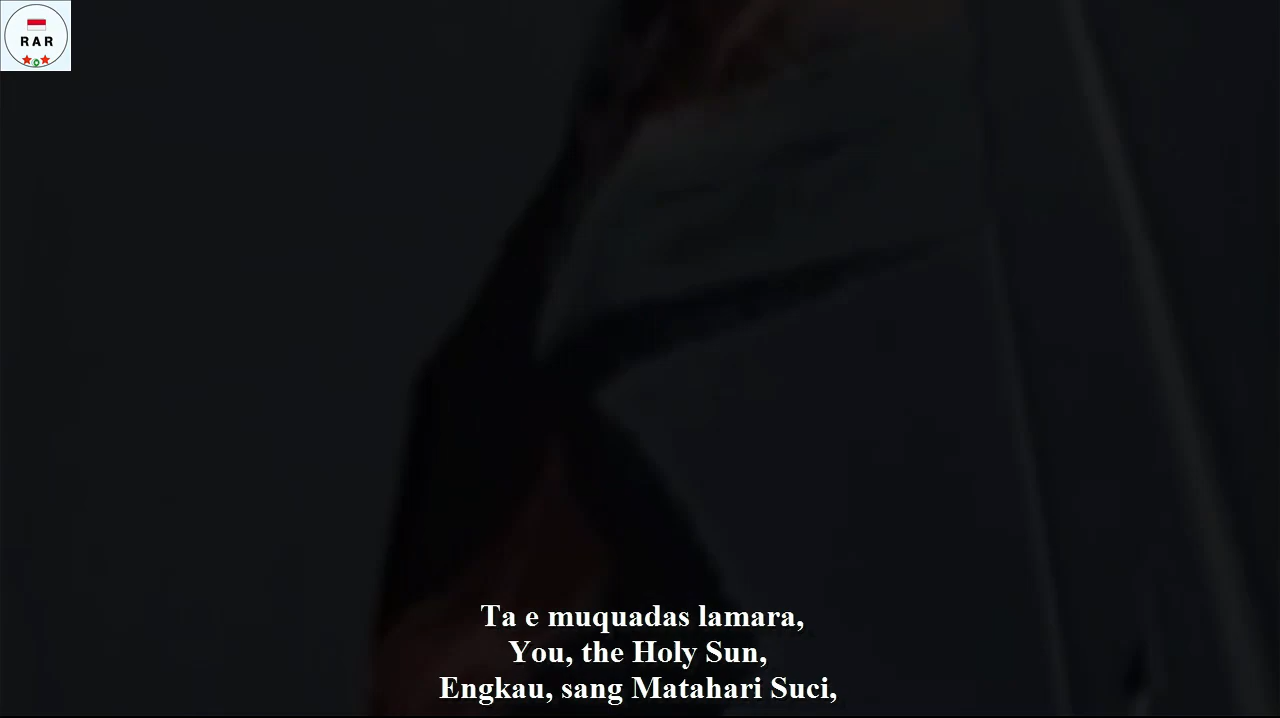 RAR
Ta e muquadas lamara,
You, the Holy Sun,
Engkau, sang Matahari Suci,